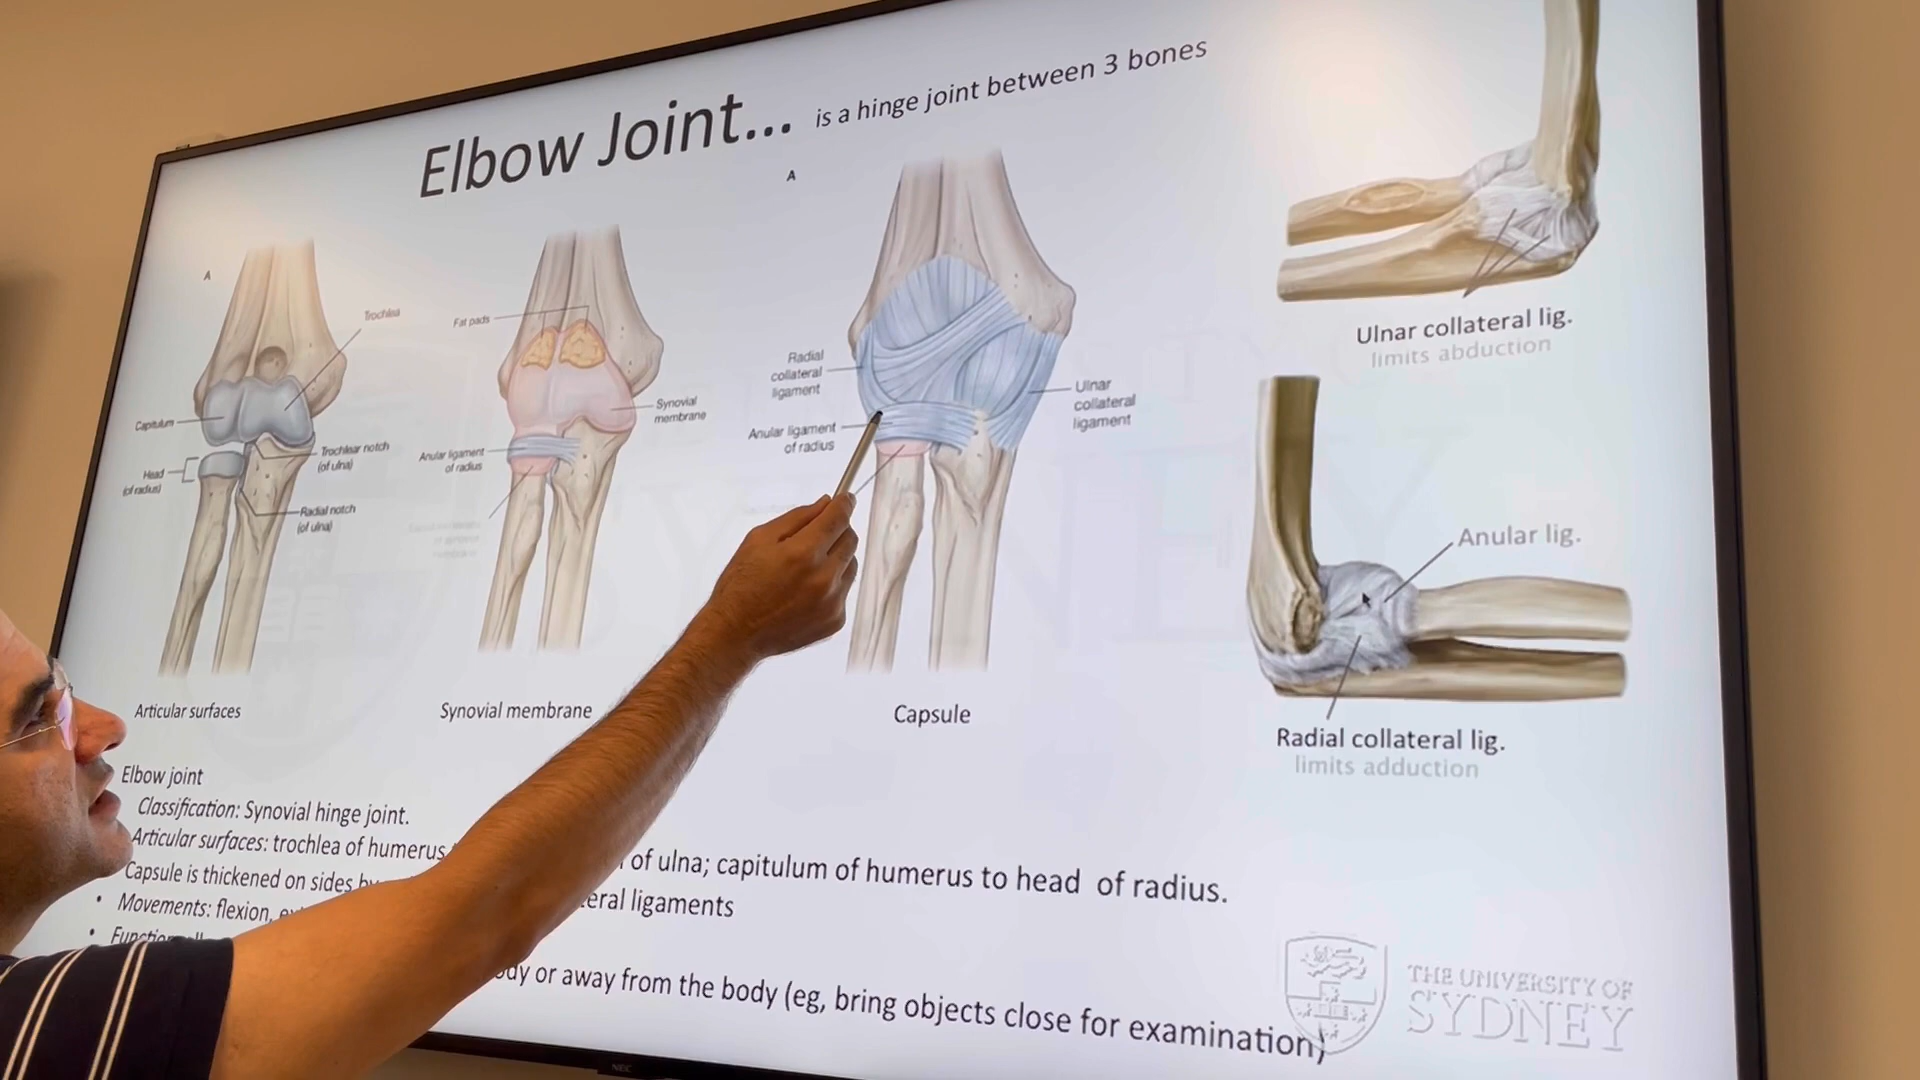 Elbow Joint... is a hinge joint between 3 bones
A
Trochlea
Capitulum
Trochlear notch
(of ulna)
Head
(of radius)
Radial notch
(of ulna)
Articular surfaces
Fat pads
Synovial
membrane
Anular ligament
of radius
Synovial membrane
A
Radial
collateral
ligament
Anular ligament
of radius
Ulnar
collateral
ligament
Capsule
Ulnar collateral lig.
limits abduction
Anular lig.
Radial collateral lig.
limits adduction
Elbow joint
Classification: Synovial hinge joint.
Articular surfaces: trochlea of humerus of ulna; capitulum of humerus to head of radius.
Capsule is thickened on sides by ligaments
• Movements: flexion,
•
or away from the body (eg, bring objects close for examination)
THE UNIVERSITY OF
SYDNEY
NEC